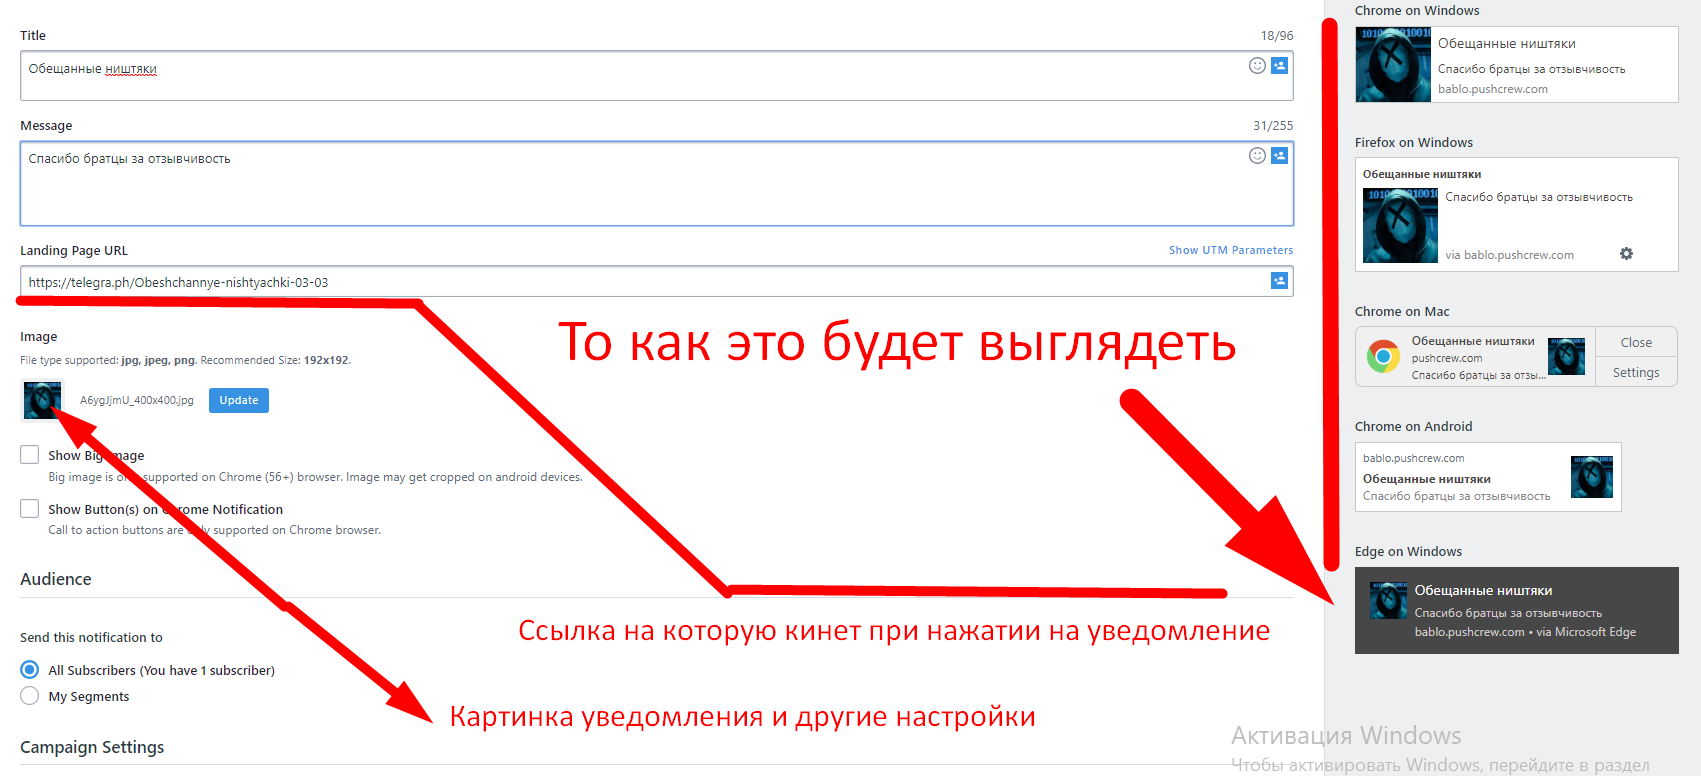 Title
18/96
Обещанные ништяки
Message
31/255
Спасибо братцы за отзывчивость
Landing Page URL
Show UTM Parameters
https://telegra.ph/Obeshchannye-nishtyachki-03-03
Image
File type supported: jpg, jpeg, png. Recommended Size: 192x192.
A6ygJjmU_400x400.jpg
Update
Show Big Image
Big image is only supported on Chrome (56+) browser. Image may get cropped on android devices.
Show Button(s) on Chrome Notification
Call to action buttons are only supported on Chrome browser.
Audience
Send this notification to
All Subscribers (You have 1 subscriber)
My Segments
Campaign Settings
То как это будет выглядеть
Ссылка на которую кинет при нажатии на уведомление
Картинка уведомления и другие настройки
Chrome on Windows
Обещанные ништяки
Спасибо братцы за отзывчивость
bablo.pushcrew.com
Firefox on Windows
Обещанные ништяки
Спасибо братцы за отзывчивость
via bablo.pushcrew.com
Chrome on Mac
Обещанные ништяки
pushcrew.com
Спасибо братцы за отзы...
Close
Settings
Chrome on Android
bablo.pushcrew.com
Обещанные ништяки
Спасибо братцы за отзывчивость
Edge on Windows
Обещанные ништяки
Спасибо братцы за отзывчивость
bablo.pushcrew.com • via Microsoft Edge
Активация Windows
Чтобы активировать Windows, перейдите в раздел